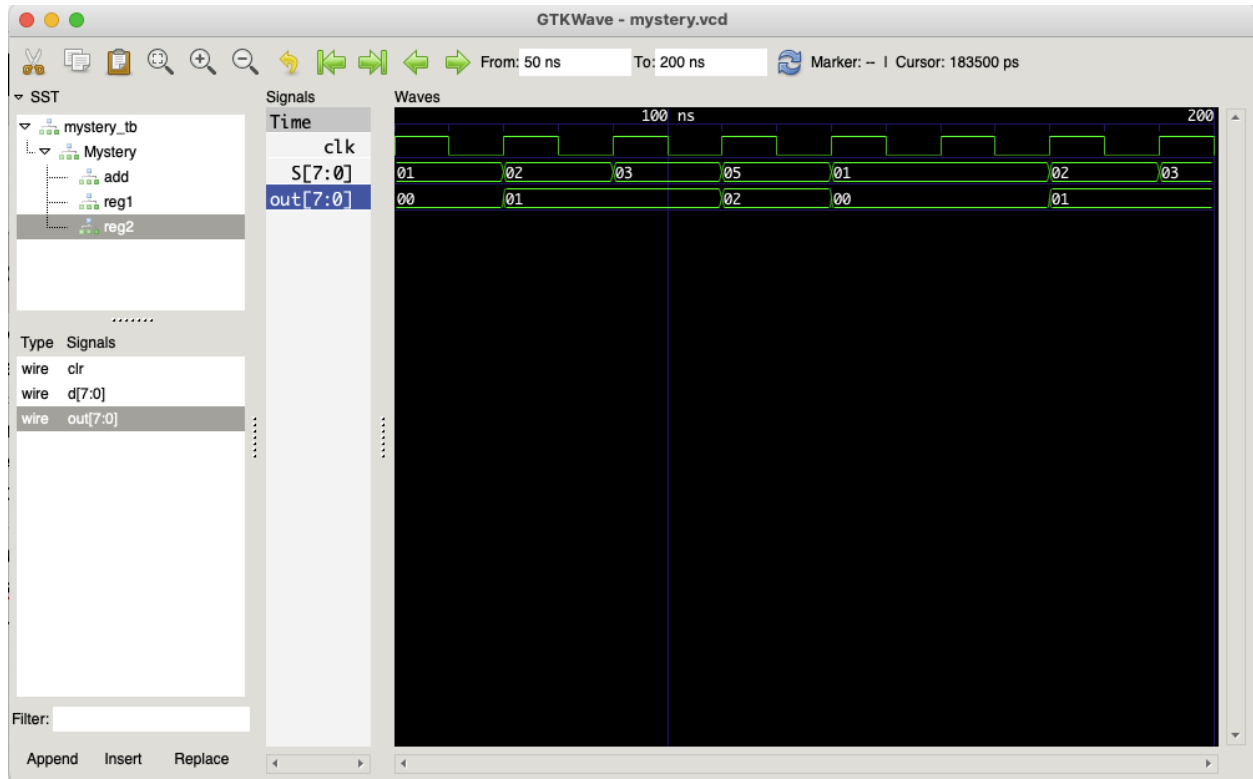 GTKWave - mystery.vcd
From: 50 ns To: 200 ns Marker: -- | Cursor: 183500 ps
SST
mystery_tb
Mystery
add
reg1
reg2
Type Signals
wire clr
wire d[7:0]
wire out[7:0]
Filter:
Append Insert Replace
Signals
Time
clk
S[7:0]
out[7:0]
Waves
100 ns 200
01 02 03 05 01 02 03
00 01 02 00 01